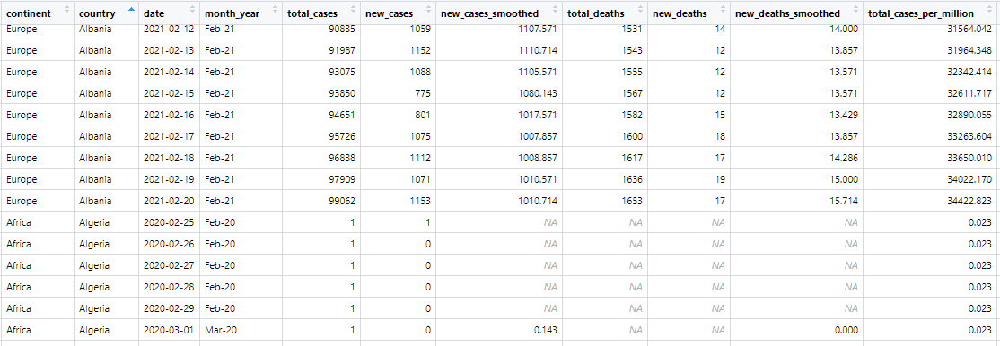 continent country date month_year total_cases new_cases new_cases_smoothed total_deaths new_deaths new_deaths_smoothed total_cases_per_million
Europe Albania 2021-02-12 Feb-21 90835 1059 1107.571 1531 14 14.000 31564.042
Europe Albania 2021-02-13 Feb-21 91987 1152 1110.714 1543 12 13.857 31964.348
Europe Albania 2021-02-14 Feb-21 93075 1088 1105.571 1555 12 13.571 32342.414
Europe Albania 2021-02-15 Feb-21 93850 775 1080.143 1567 12 13.571 32611.717
Europe Albania 2021-02-16 Feb-21 94651 801 1017.571 1582 15 13.429 32890.055
Europe Albania 2021-02-17 Feb-21 95726 1075 1007.857 1600 18 13.857 33263.604
Europe Albania 2021-02-18 Feb-21 96838 1112 1008.857 1617 17 14.286 33650.010
Europe Albania 2021-02-19 Feb-21 97909 1071 1010.571 1636 19 15.000 34022.170
Europe Albania 2021-02-20 Feb-21 99062 1153 1010.714 1653 17 15.714 34422.823
Africa Algeria 2020-02-25 Feb-20 1 1 NA NA NA NA 0.023
Africa Algeria 2020-02-26 Feb-20 1 0 NA NA NA NA 0.023
Africa Algeria 2020-02-27 Feb-20 1 0 NA NA NA NA 0.023
Africa Algeria 2020-02-28 Feb-20 1 0 NA NA NA NA 0.023
Africa Algeria 2020-02-29 Feb-20 1 0 NA NA NA NA 0.023
Africa Algeria 2020-03-01 Mar-20 1 0 0.143 NA NA 0.000 0.023